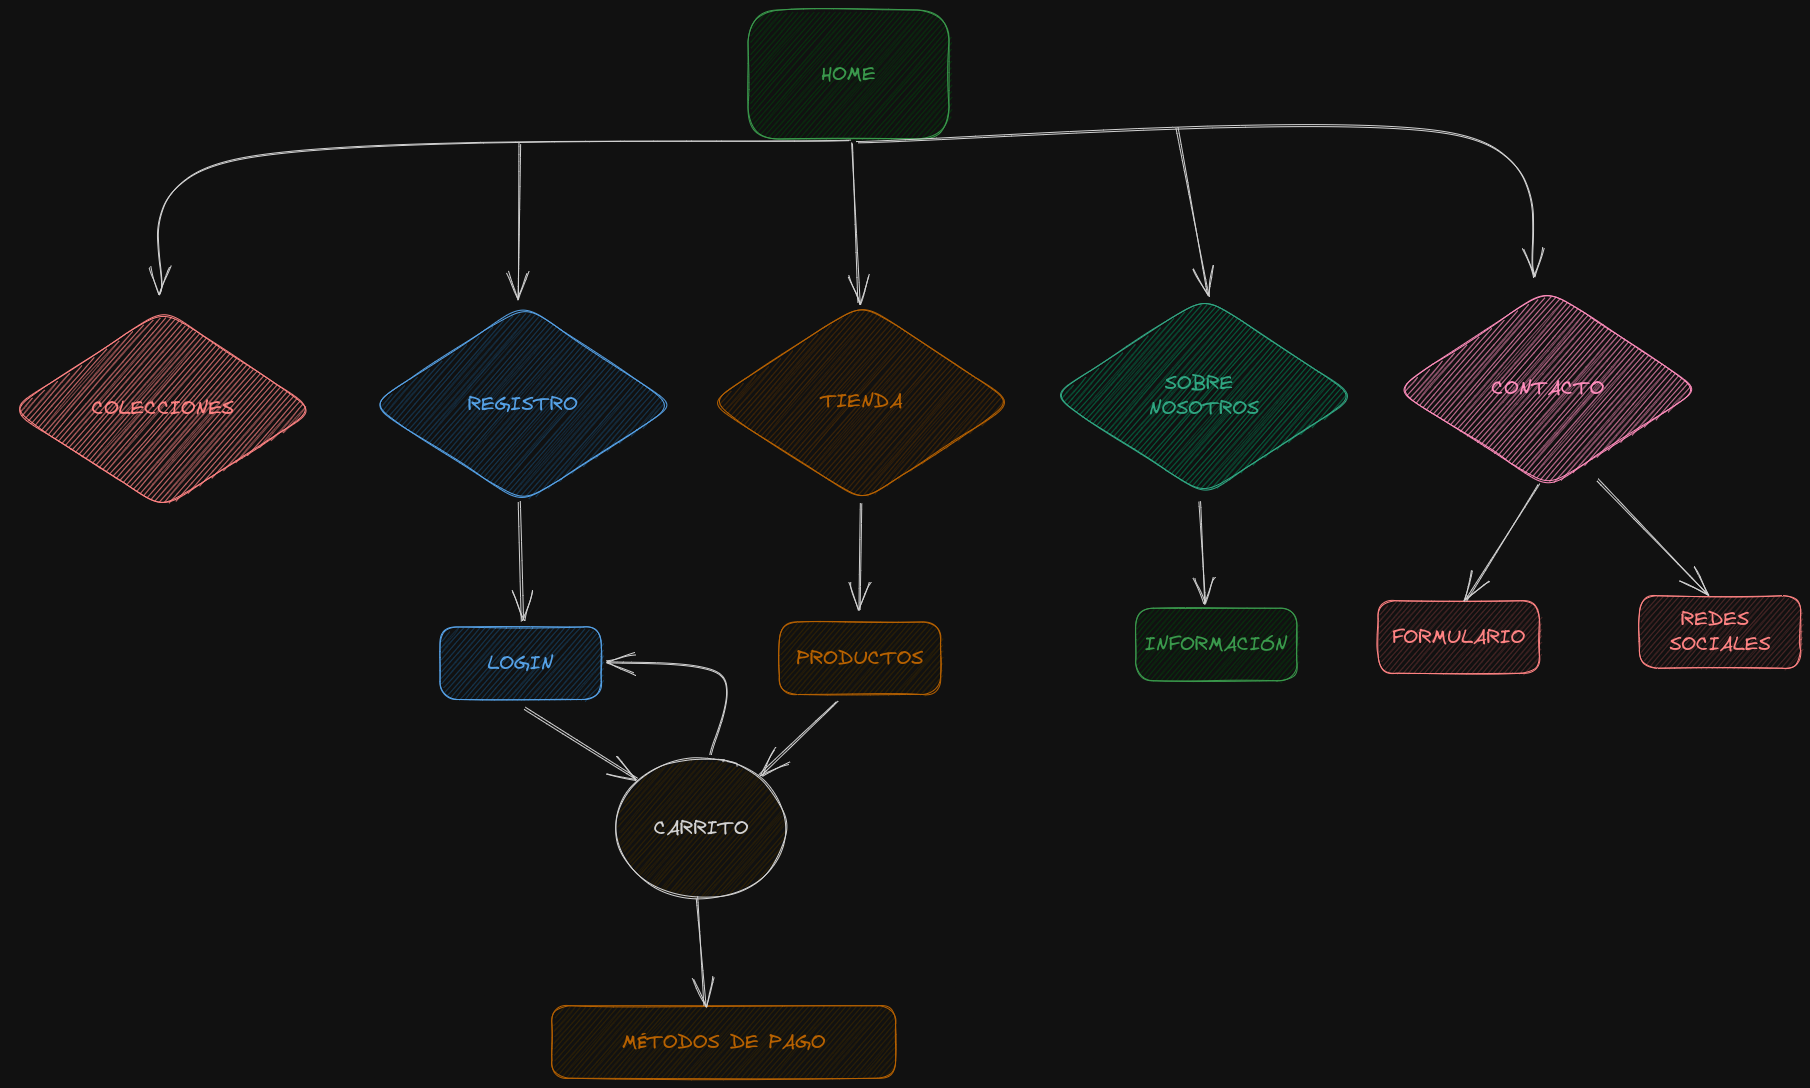 HOME
COLECCIONES
REGISTRO
TIENDA
SOBRE
NOSOTROS
CONTACTO
LOGIN
PRODUCTOS
INFORMACIÓN
FORMULARIO
REDES
SOCIALES
CARRITO
MÉTODOS DE PAGO